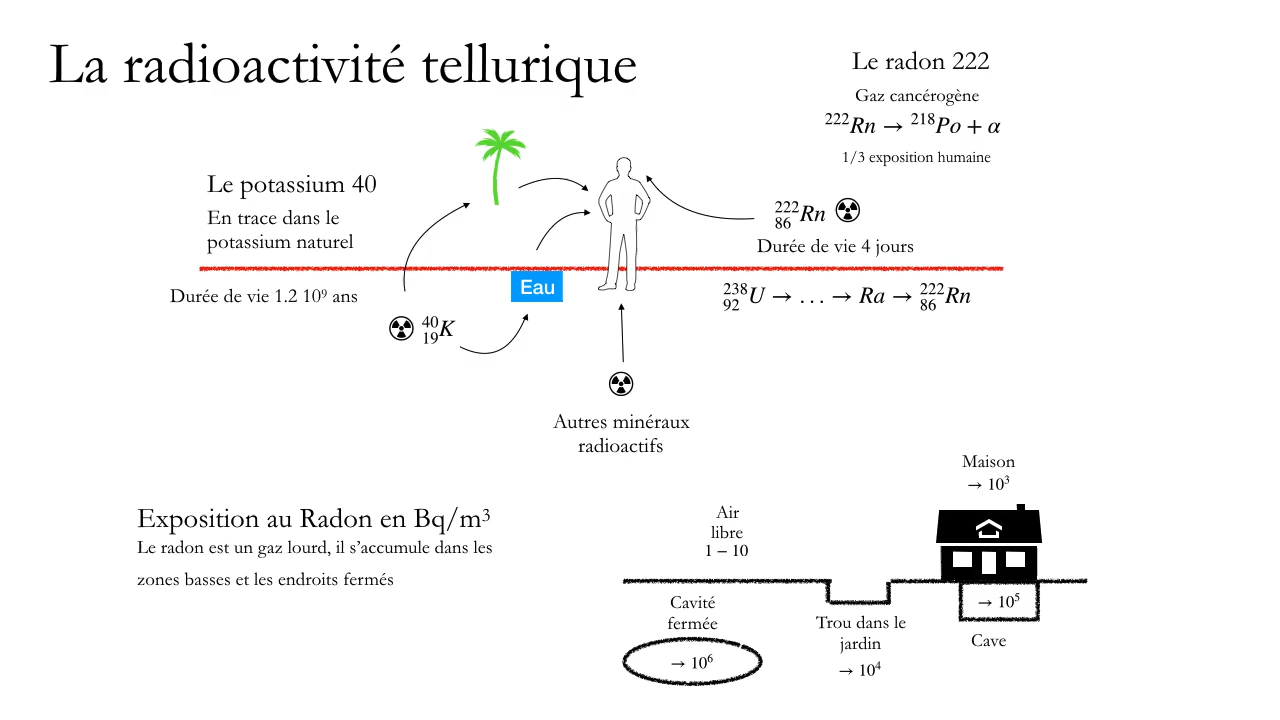 La radioactivité tellurique
Le radon 222
Gaz cancérogène
²²²Rn → ²¹⁸Po + α
1/3 exposition humaine
Le potassium 40
En trace dans le
potassium naturel
²²²₈₆Rn
Durée de vie 4 jours
Durée de vie 1.2 10⁹ ans
Eau
²³⁸₉₂U → . . . → Ra → ²²²₈₆Rn
⁴⁰₁₉K
Autres minéraux
radioactifs
Exposition au Radon en Bq/m³
Le radon est un gaz lourd, il s’accumule dans les
zones basses et les endroits fermés
Air
libre
1 – 10
Maison
→ 10³
Cavité
fermée
→ 10⁶
Trou dans le
jardin
→ 10⁴
→ 10⁵
Cave